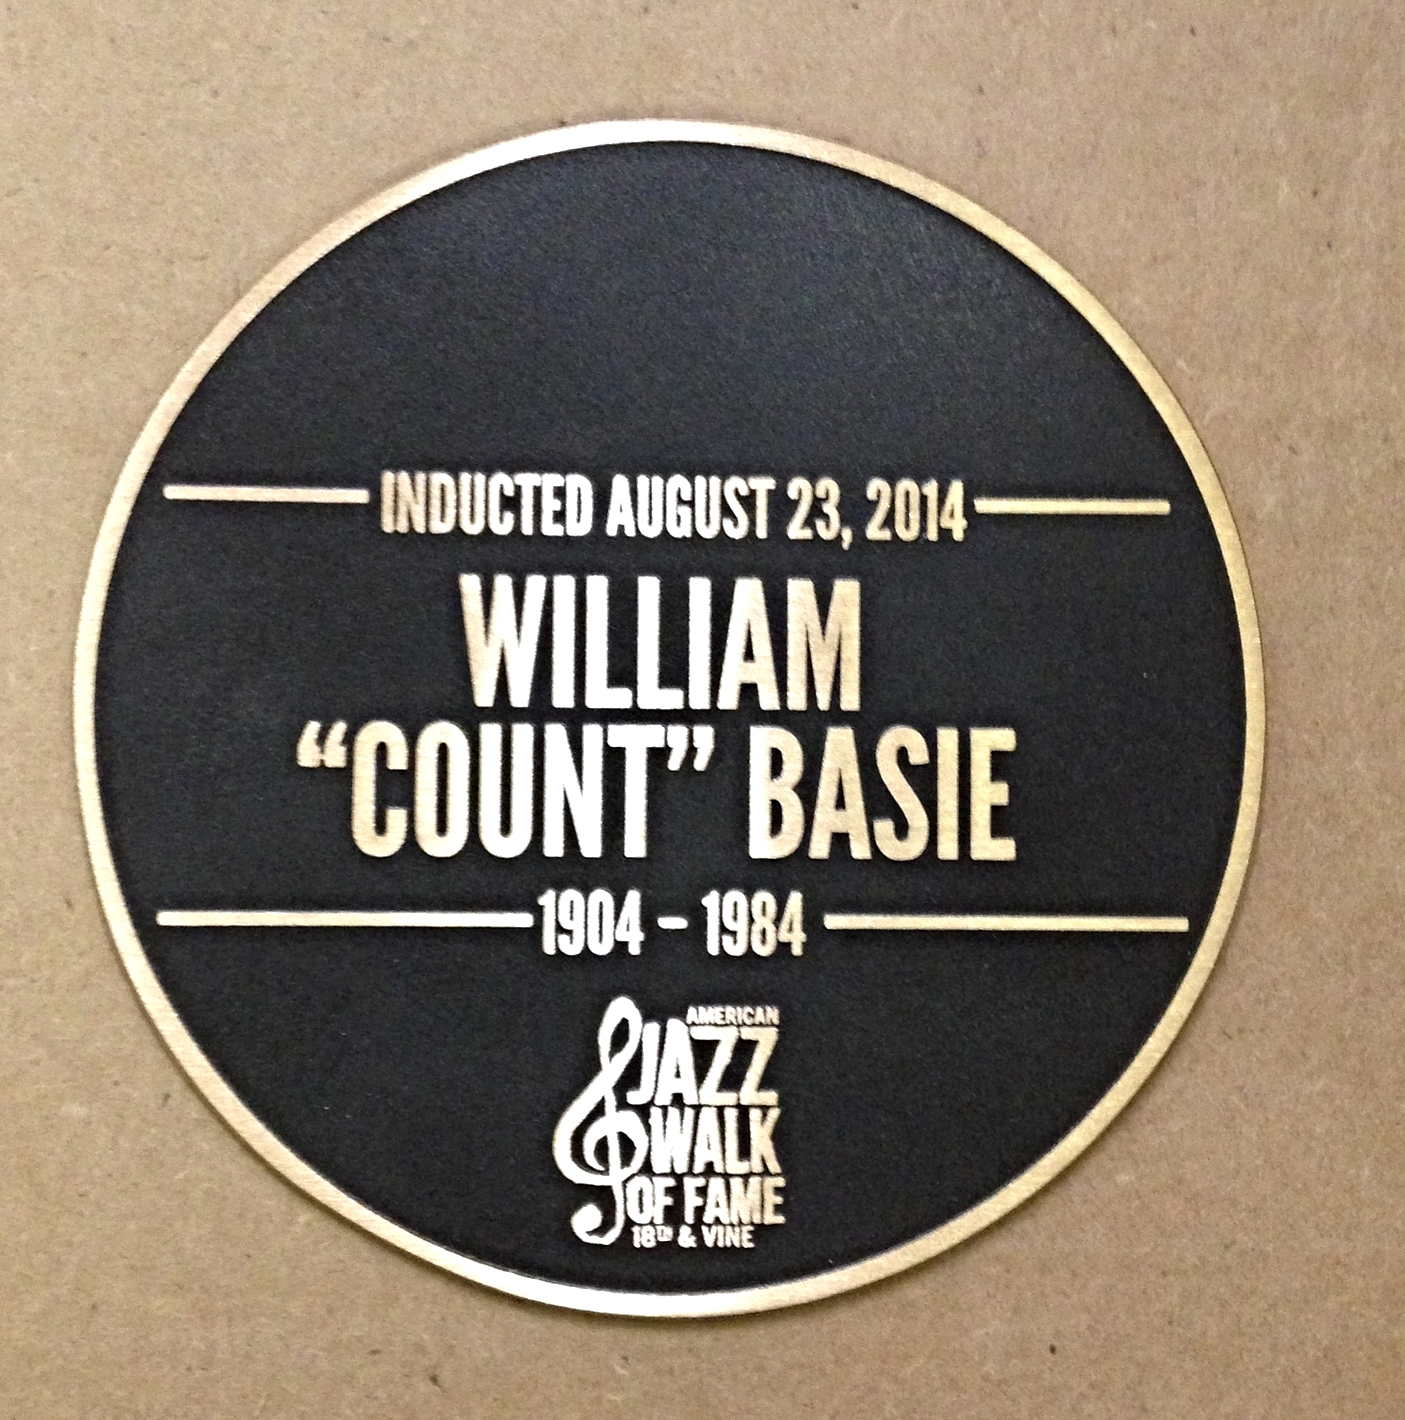 INDUCTED AUGUST 23, 2014
WILLIAM
“COUNT” BASIE
1904 – 1984
AMERICAN
JAZZ
WALK
OF FAME
18TH & VINE